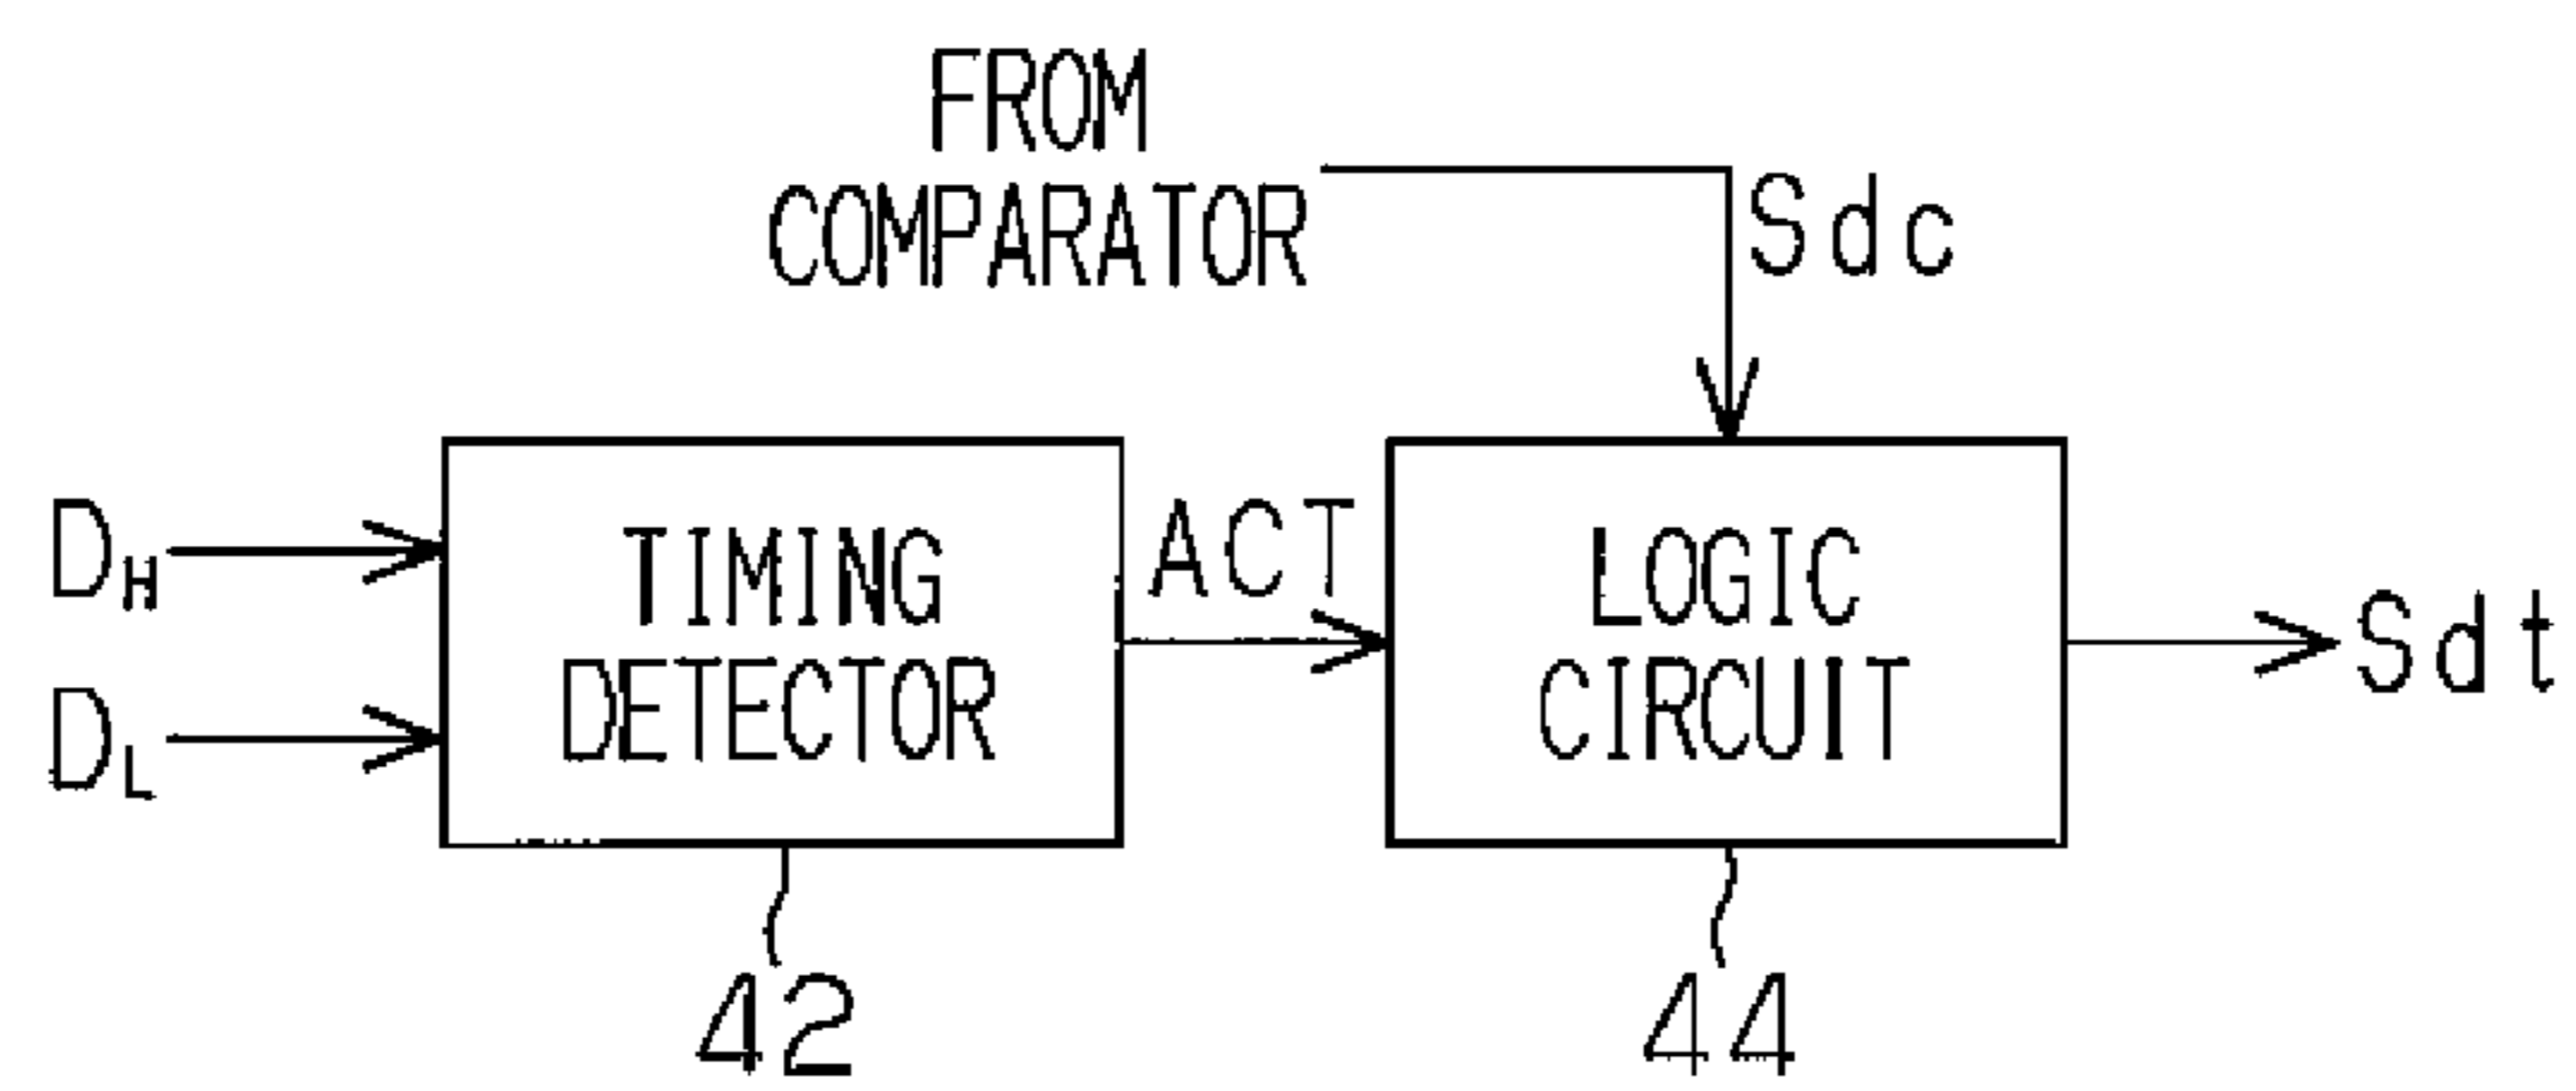 FROM
COMPARATOR
Sdc
DH
TIMING
DETECTOR
ACT
LOGIC
CIRCUIT
Sdt
DL
42
44